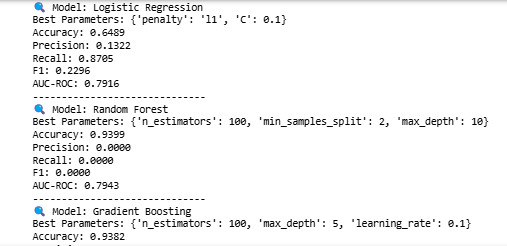 🔍 Model: Logistic Regression
Best Parameters: {'penalty': 'l1', 'C': 0.1}
Accuracy: 0.6489
Precision: 0.1322
Recall: 0.8705
F1: 0.2296
AUC-ROC: 0.7916
------------------------------
🔍 Model: Random Forest
Best Parameters: {'n_estimators': 100, 'min_samples_split': 2, 'max_depth': 10}
Accuracy: 0.9399
Precision: 0.0000
Recall: 0.0000
F1: 0.0000
AUC-ROC: 0.7943
------------------------------
🔍 Model: Gradient Boosting
Best Parameters: {'n_estimators': 100, 'max_depth': 5, 'learning_rate': 0.1}
Accuracy: 0.9382